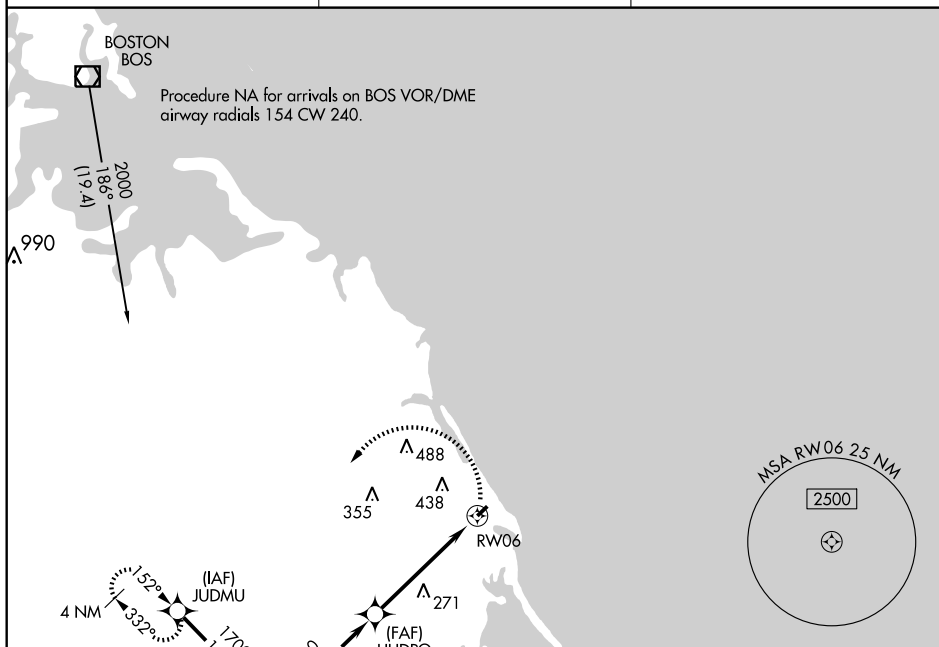 BOSTON
BOS
Procedure NA for arrivals on BOS VOR/DME
airway radials 154 CW 240.
2000
186°
(19.4)
990
488
355
438
RW06
MSA RW06 25 NM
2500
152°
(IAF)
JUDMU
4 NM
332°
271
(FAF)